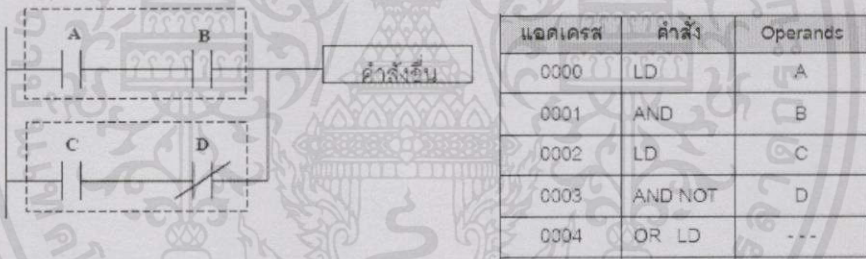 A B
คำสั่งอื่น
C D
แอดเดรส คำสั่ง Operands
0000 LD A
0001 AND B
0002 LD C
0003 AND NOT D
0004 OR LD ---